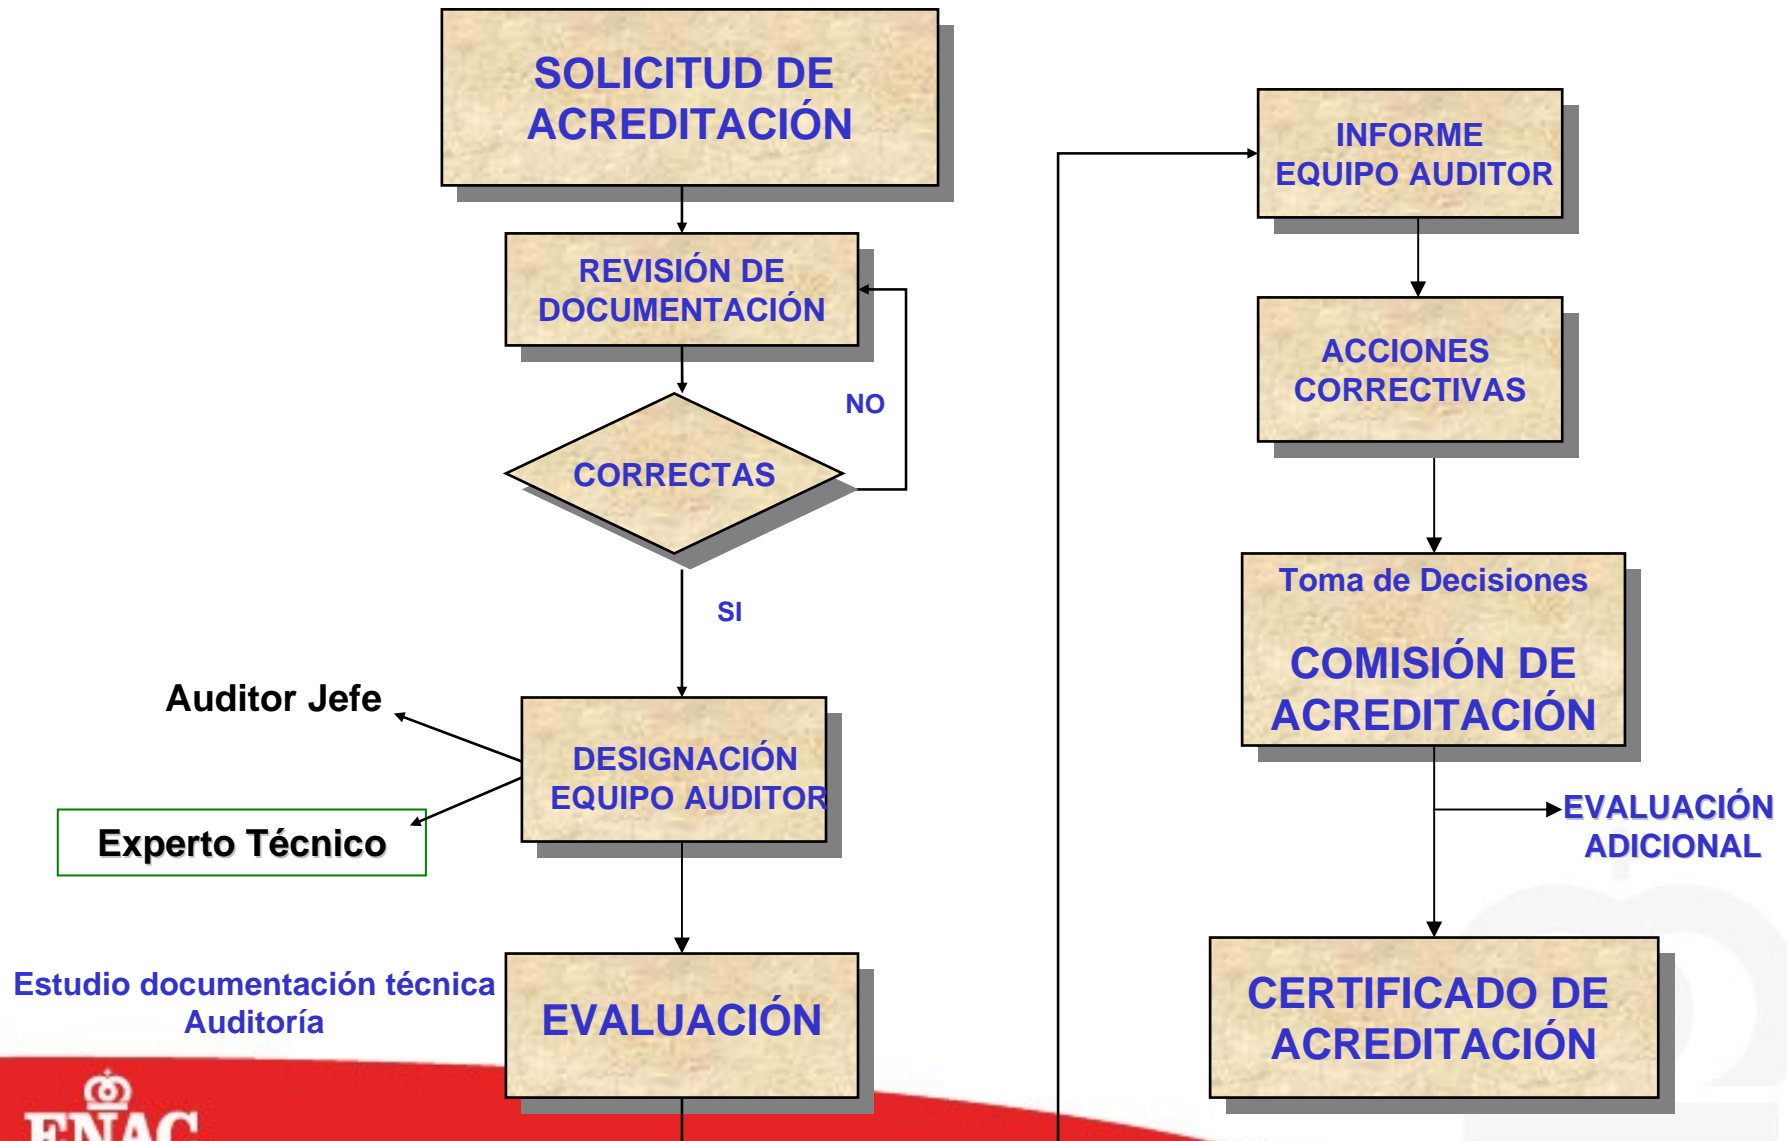 SOLICITUD DE
ACREDITACIÓN
REVISIÓN DE
DOCUMENTACIÓN
NO
CORRECTAS
SI
Auditor Jefe
DESIGNACIÓN
EQUIPO AUDITOR
Experto Técnico
Estudio documentación técnica
Auditoría
EVALUACIÓN
ENAC
INFORME
EQUIPO AUDITOR
ACCIONES
CORRECTIVAS
Toma de Decisiones
COMISIÓN DE
ACREDITACIÓN
EVALUACIÓN
ADICIONAL
CERTIFICADO DE
ACREDITACIÓN